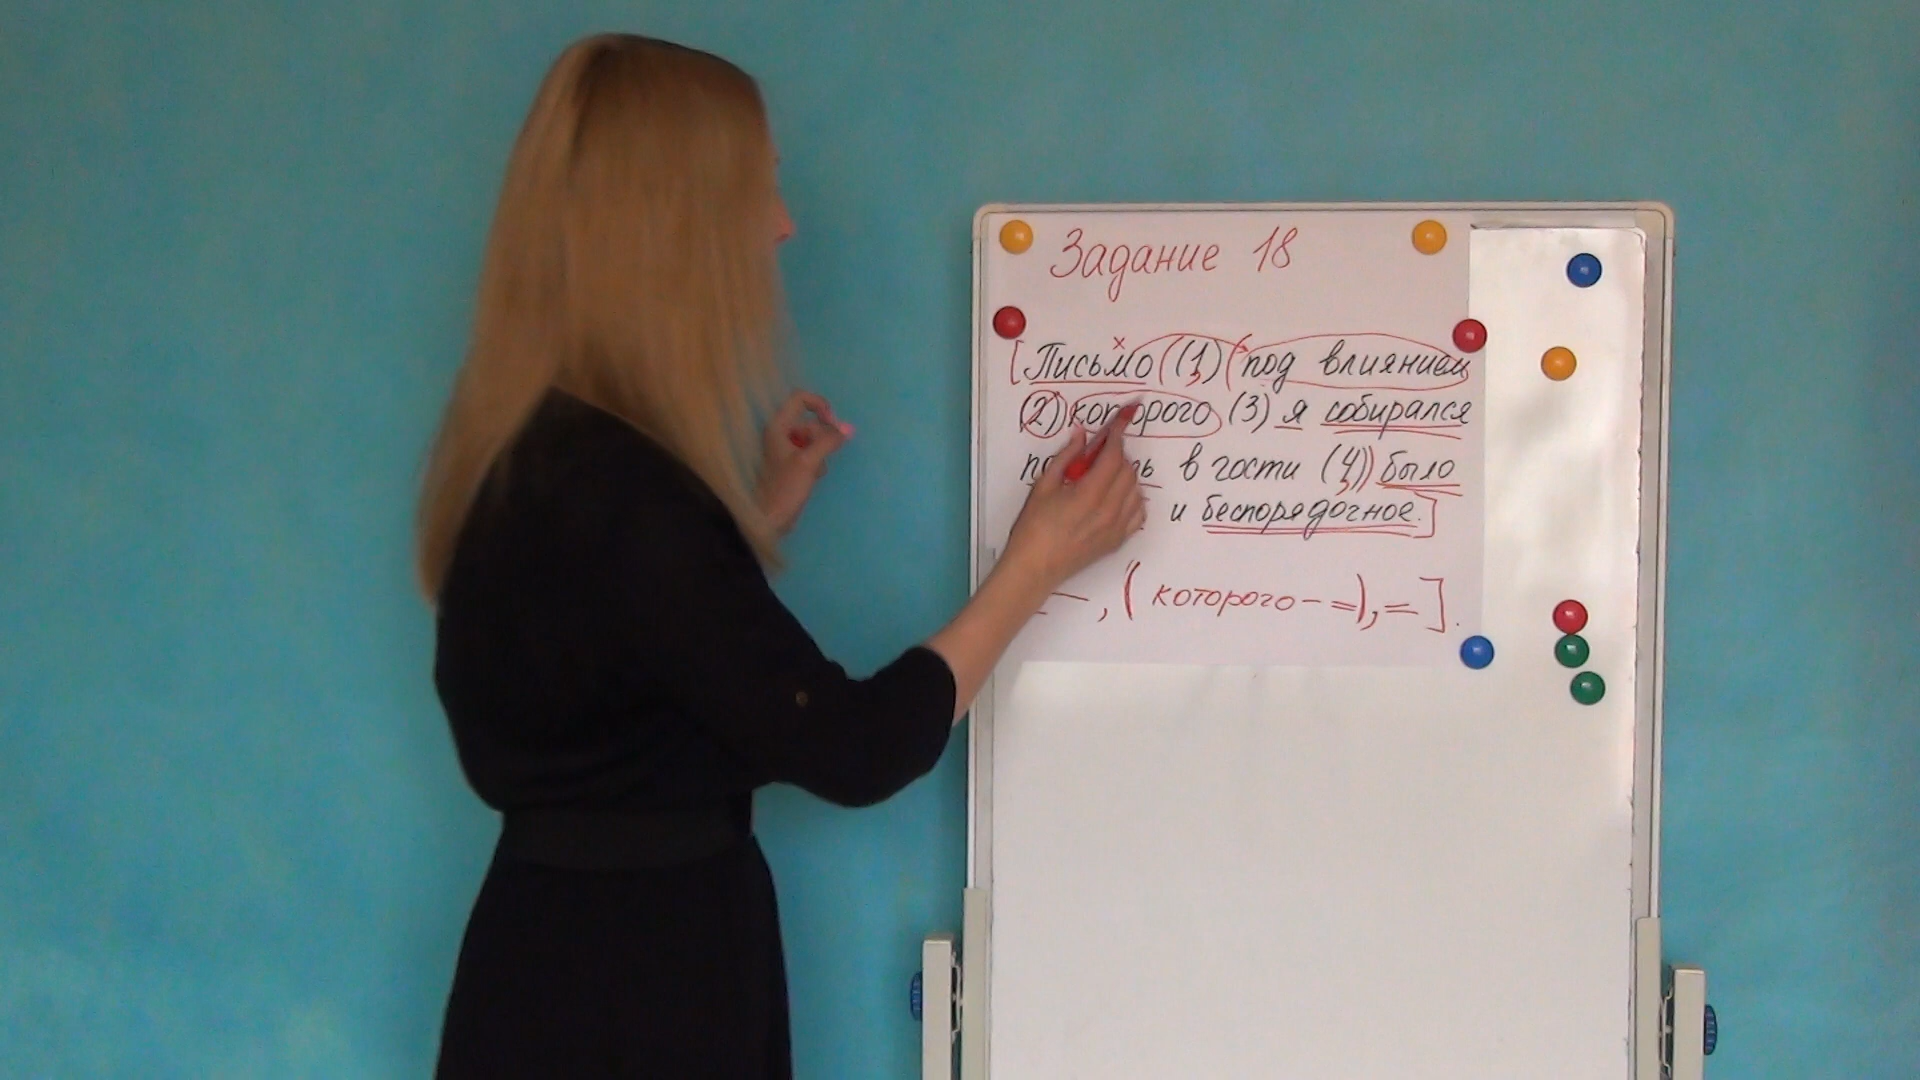 Задание 18
[Письмо (1) (под влиянием
(2) которого (3) я собирался
в гости (4)) было
и беспорядочное.]
, ( которого – =), = ].